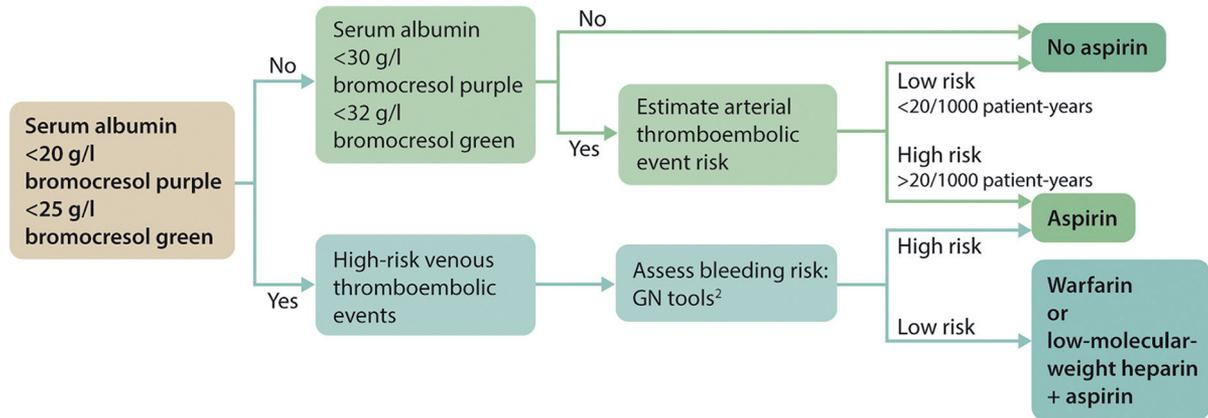 Serum albumin
<20 g/l
bromocresol purple
<25 g/l
bromocresol green
No
Yes
Serum albumin
<30 g/l
bromocresol purple
<32 g/l
bromocresol green
No
Yes
Estimate arterial
thromboembolic
event risk
Low risk
<20/1000 patient-years
High risk
>20/1000 patient-years
No aspirin
Aspirin
High-risk venous
thromboembolic
events
Assess bleeding risk:
GN tools²
High risk
Low risk
Warfarin
or
low-molecular-
weight heparin
+ aspirin